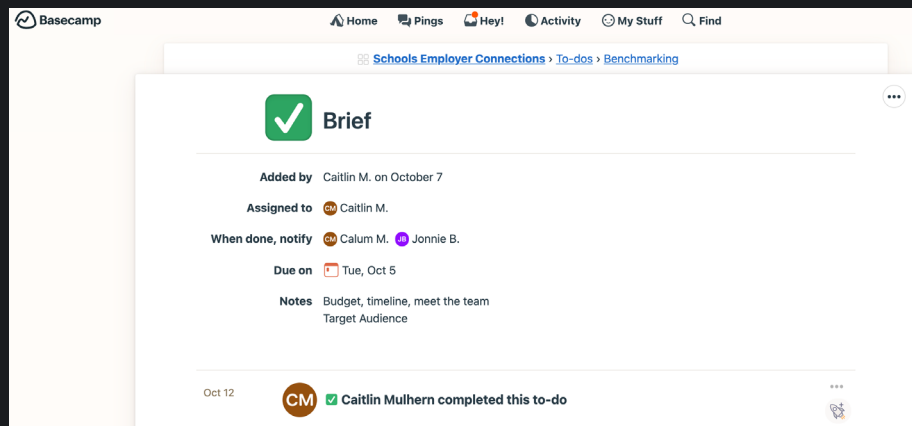 Basecamp Home Pings Hey! Activity My Stuff Find
Schools Employer Connections › To-dos › Benchmarking
Brief
Added by Caitlin M. on October 7
Assigned to CM Caitlin M.
When done, notify CM Calum M. JB Jonnie B.
Due on Tue, Oct 5
Notes Budget, timeline, meet the team
Target Audience
Oct 12 CM Caitlin Mulhern completed this to-do